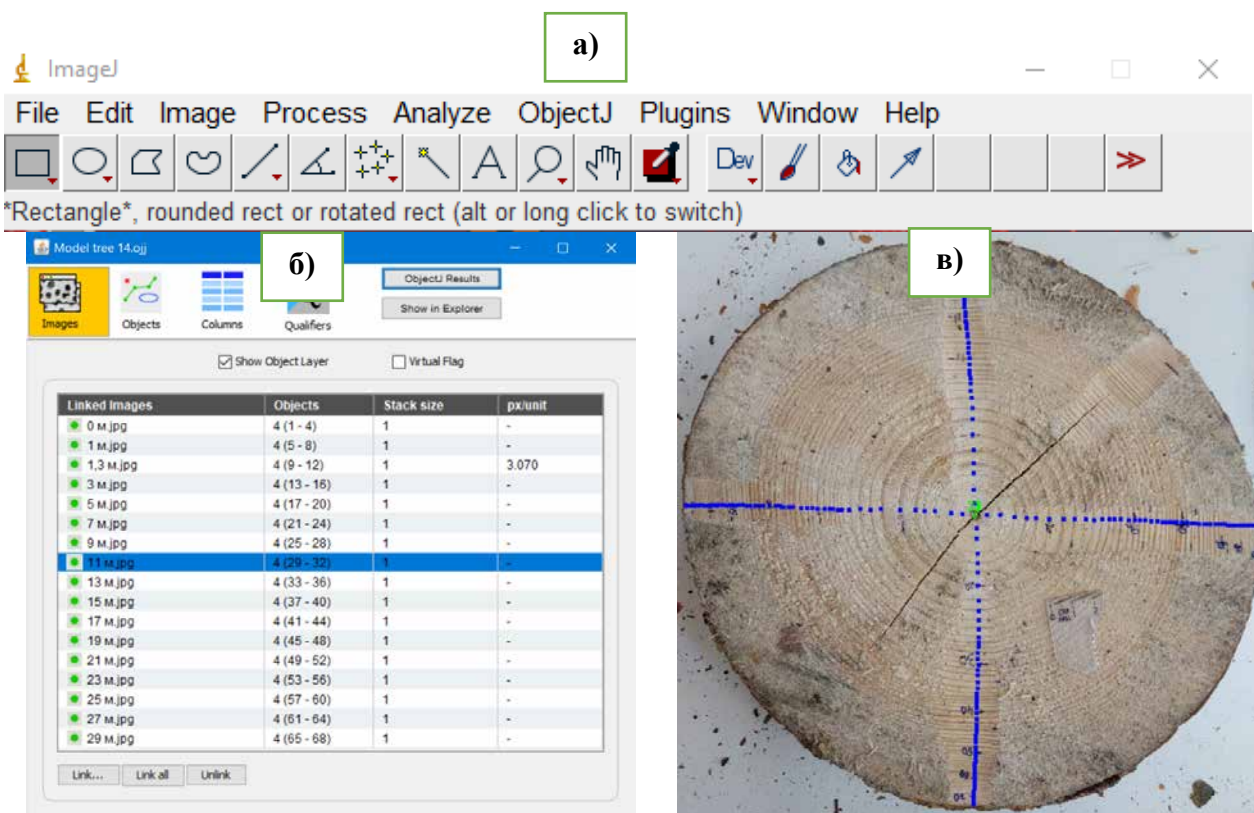 а)
ImageJ
File Edit Image Process Analyze ObjectJ Plugins Window Help
Dev
*Rectangle*, rounded rect or rotated rect (alt or long click to switch)
Model tree 14.ojj
б)
в)
ObjectJ Results
Show in Explorer
Images Objects Columns Qualifiers
Show Object Layer Virtual Flag
Linked Images Objects Stack size px/unit
0 м.jpg 4 (1 - 4) 1 -
1 м.jpg 4 (5 - 8) 1 -
1,3 м.jpg 4 (9 - 12) 1 3.070
3 м.jpg 4 (13 - 16) 1 -
5 м.jpg 4 (17 - 20) 1 -
7 м.jpg 4 (21 - 24) 1 -
9 м.jpg 4 (25 - 28) 1 -
11 м.jpg 4 (29 - 32) 1 -
13 м.jpg 4 (33 - 36) 1 -
15 м.jpg 4 (37 - 40) 1 -
17 м.jpg 4 (41 - 44) 1 -
19 м.jpg 4 (45 - 48) 1 -
21 м.jpg 4 (49 - 52) 1 -
23 м.jpg 4 (53 - 56) 1 -
25 м.jpg 4 (57 - 60) 1 -
27 м.jpg 4 (61 - 64) 1 -
29 м.jpg 4 (65 - 68) 1 -
Link... Link all Unlink